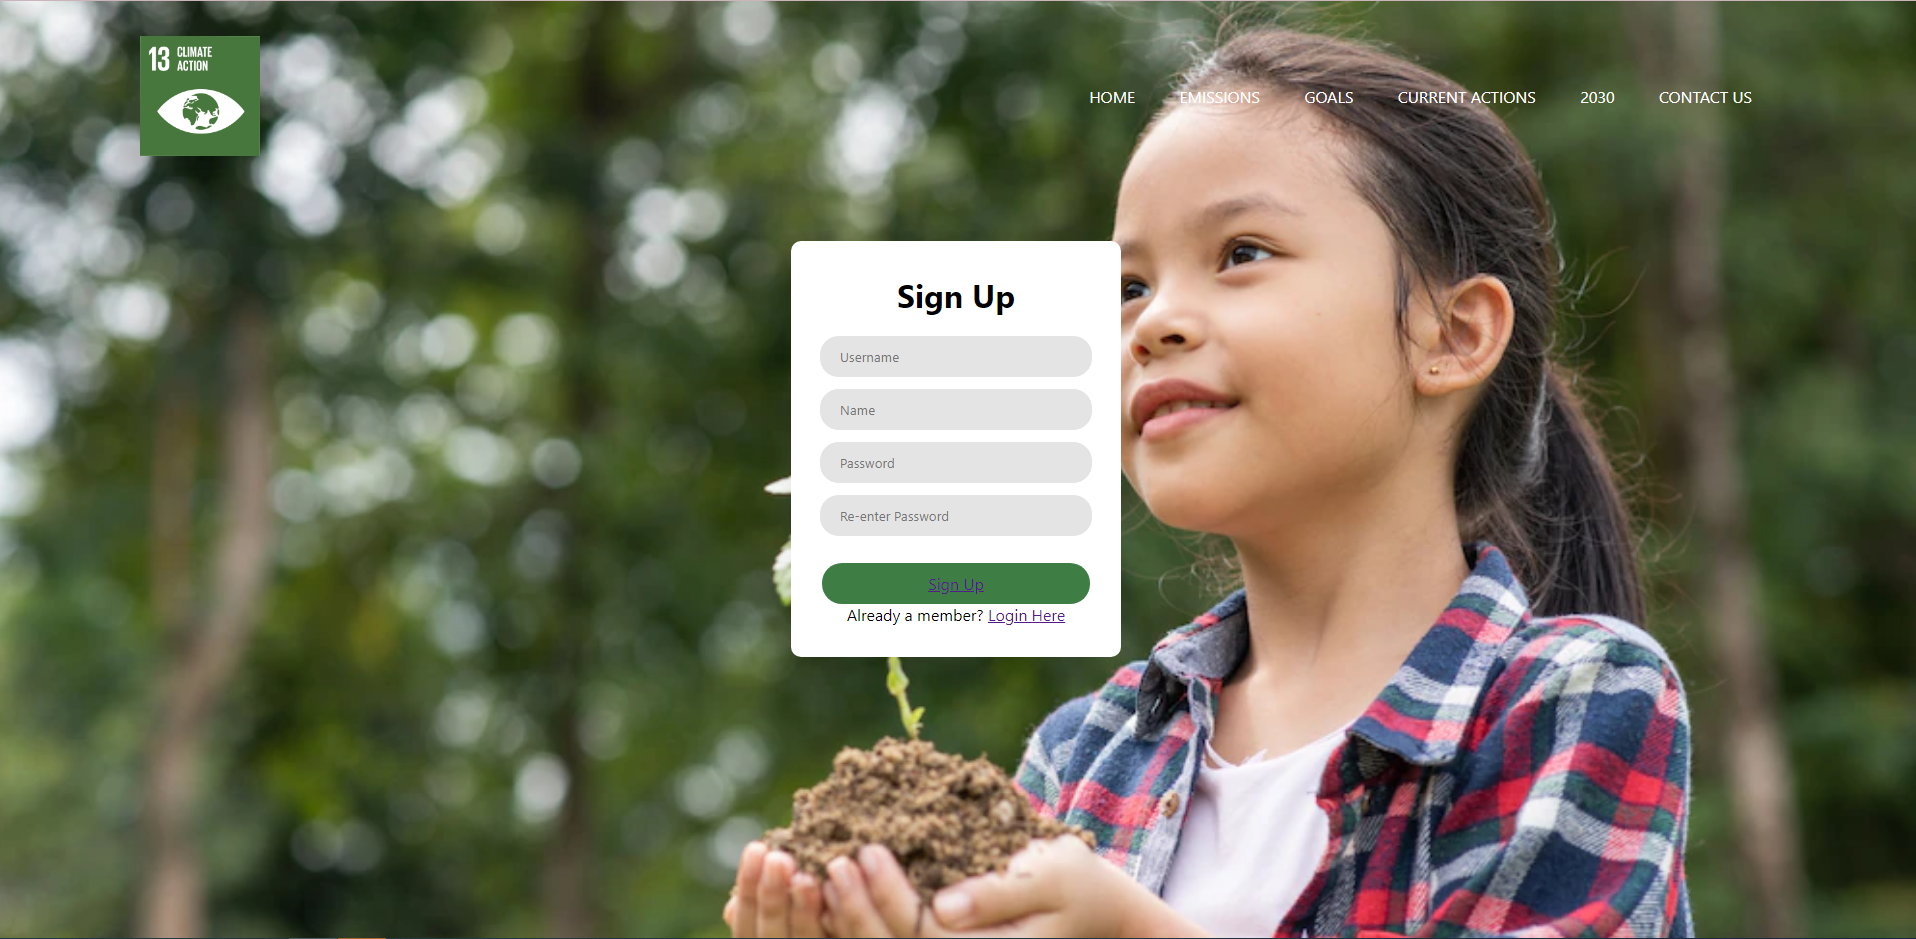 13 CLIMATE
ACTION
HOME EMISSIONS GOALS CURRENT ACTIONS 2030 CONTACT US
Sign Up
Username
Name
Password
Re-enter Password
Sign Up
Already a member? Login Here